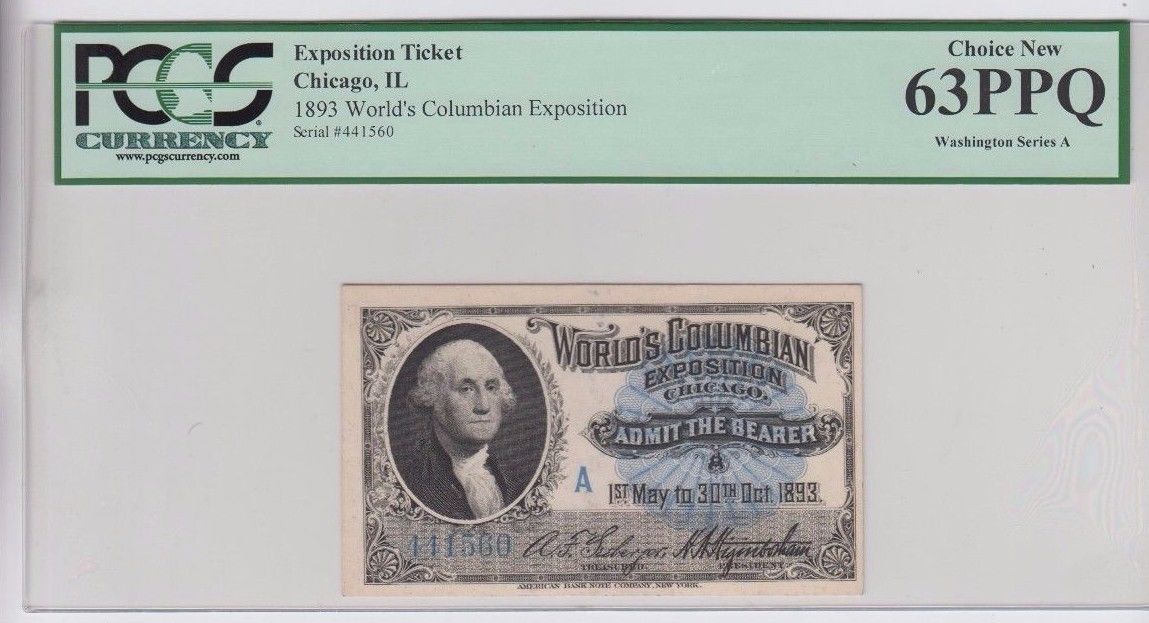 PCGS
CURRENCY
www.pcgscurrency.com
Exposition Ticket
Chicago, IL
1893 World's Columbian Exposition
Serial #441560
Choice New
63PPQ
Washington Series A
WORLD'S COLUMBIAN
EXPOSITION
CHICAGO.
ADMIT THE BEARER
A 1ST May to 30TH Oct. 1893.
441560
TREASURER. PRESIDENT.
AMERICAN BANK NOTE COMPANY, NEW YORK.